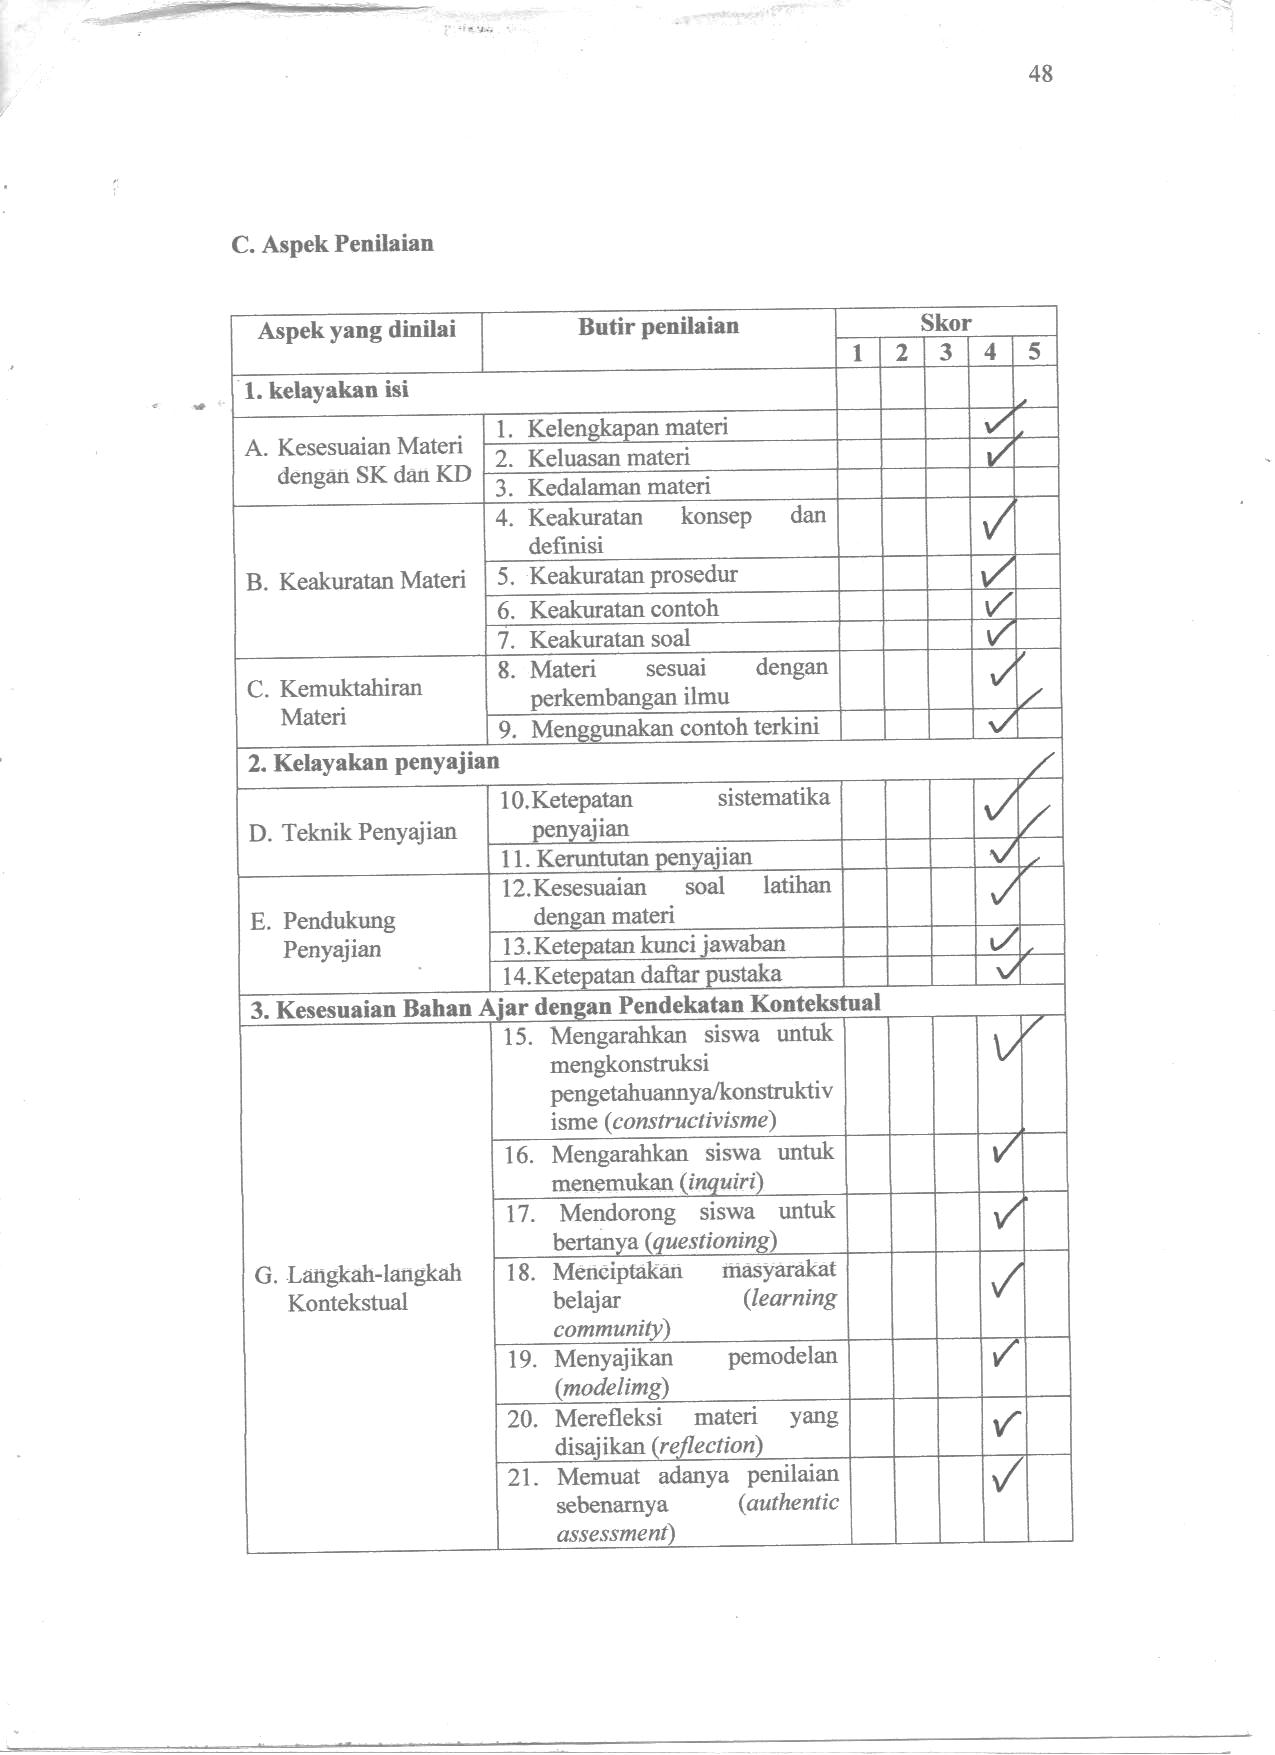 48
C. Aspek Penilaian
Aspek yang dinilai Butir penilaian Skor
1 2 3 4 5
1. kelayakan isi
A. Kesesuaian Materi
dengan SK dan KD
1. Kelengkapan materi ✓
2. Keluasan materi ✓
3. Kedalaman materi
B. Keakuratan Materi
4. Keakuratan konsep dan
definisi ✓
5. Keakuratan prosedur ✓
6. Keakuratan contoh ✓
7. Keakuratan soal ✓
C. Kemuktahiran
Materi
8. Materi sesuai dengan
perkembangan ilmu ✓
9. Menggunakan contoh terkini ✓
2. Kelayakan penyajian
D. Teknik Penyajian
10.Ketepatan sistematika
penyajian ✓
11. Keruntutan penyajian ✓
E. Pendukung
Penyajian
12.Kesesuaian soal latihan
dengan materi ✓
13.Ketepatan kunci jawaban ✓
14.Ketepatan daftar pustaka ✓
3. Kesesuaian Bahan Ajar dengan Pendekatan Kontekstual
G. Langkah-langkah
Kontekstual
15. Mengarahkan siswa untuk
mengkonstruksi
pengetahuannya/konstruktiv
isme (constructivisme) ✓
16. Mengarahkan siswa untuk
menemukan (inquiri) ✓
17. Mendorong siswa untuk
bertanya (questioning) ✓
18. Menciptakan masyarakat
belajar (learning
community) ✓
19. Menyajikan pemodelan
(modelimg) ✓
20. Merefleksi materi yang
disajikan (reflection) ✓
21. Memuat adanya penilaian
sebenarnya (authentic
assessment) ✓